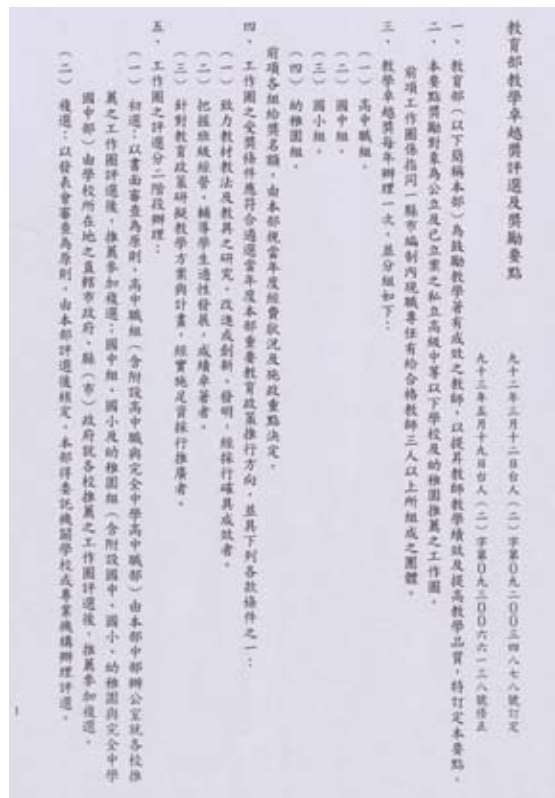 教育部教學卓越獎評選及獎勵要點
九十二年三月十二日台人（二）字第０九二００三四八七八號訂定
九十三年五月十九日台人（二）字第０九三００六六一二八號修正
一、教育部（以下簡稱本部）為鼓勵教學著有成效之教師，以提昇教師教學績效及提高教學品質，特訂定本要點。
二、本要點獎勵對象為公立及已立案之私立高級中等以下學校及幼稚園推薦之工作團。
前項工作團係指同一縣市編制內現職專任有給合格教師三人以上所組成之團體。
三、教學卓越獎每年辦理一次，並分組如下：
（一）高中職組。
（二）國中組。
（三）國小組。
（四）幼稚園組。
前項各組給獎名額，由本部視當年度經費狀況及施政重點決定。
四、工作團之受獎條件應符合遴選當年度本部重要教育政策推行方向，並具下列各款條件之一：
（一）致力教材教法及教具之研究、改進或創新、發明，經採行確具成效者。
（二）把握班級經營，輔導學生適性發展，成績卓著者。
（三）針對教育政策研擬教學方案與計畫，經實施足資採行推廣者。
五、工作團之評選分二階段辦理：
（一）初選：以書面審查為原則，高中職組（含附設高中職與完全中學高中職部）由本部中部辦公室就各校推
薦之工作團評選後，推薦參加複選；國中組、國小及幼稚園組（含附設國中、國小、幼稚園與完全中學
國中部）由學校所在地之直轄市政府、縣（市）政府就各校推薦之工作團評選後，推薦參加複選。
（二）複選：以發表會審查為原則，由本部評選後核定。本部得委託機關學校或專業機構辦理評選。
1